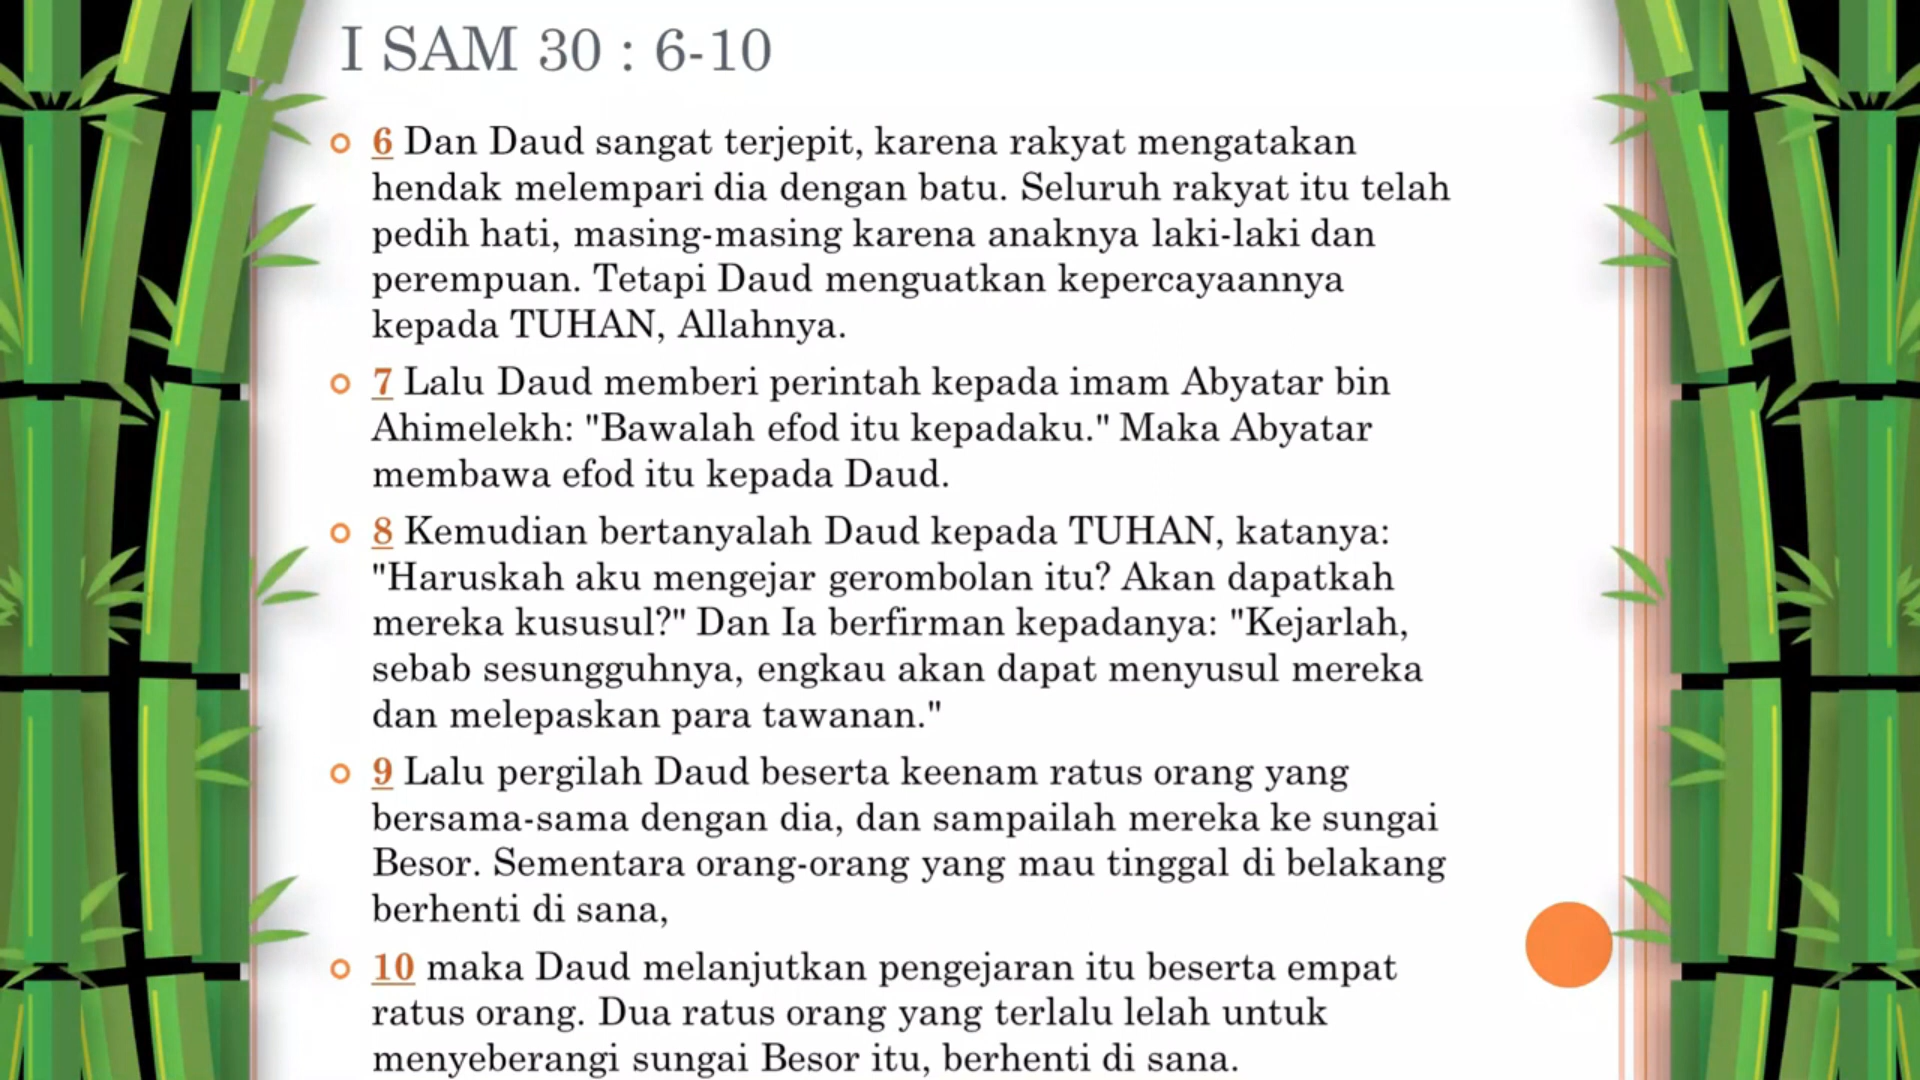 I SAM 30 : 6-10
6 Dan Daud sangat terjepit, karena rakyat mengatakan
hendak melempari dia dengan batu. Seluruh rakyat itu telah
pedih hati, masing-masing karena anaknya laki-laki dan
perempuan. Tetapi Daud menguatkan kepercayaannya
kepada TUHAN, Allahnya.
7 Lalu Daud memberi perintah kepada imam Abyatar bin
Ahimelekh: "Bawalah efod itu kepadaku." Maka Abyatar
membawa efod itu kepada Daud.
8 Kemudian bertanyalah Daud kepada TUHAN, katanya:
"Haruskah aku mengejar gerombolan itu? Akan dapatkah
mereka kususul?" Dan Ia berfirman kepadanya: "Kejarlah,
sebab sesungguhnya, engkau akan dapat menyusul mereka
dan melepaskan para tawanan."
9 Lalu pergilah Daud beserta keenam ratus orang yang
bersama-sama dengan dia, dan sampailah mereka ke sungai
Besor. Sementara orang-orang yang mau tinggal di belakang
berhenti di sana,
10 maka Daud melanjutkan pengejaran itu beserta empat
ratus orang. Dua ratus orang yang terlalu lelah untuk
menyeberangi sungai Besor itu, berhenti di sana.